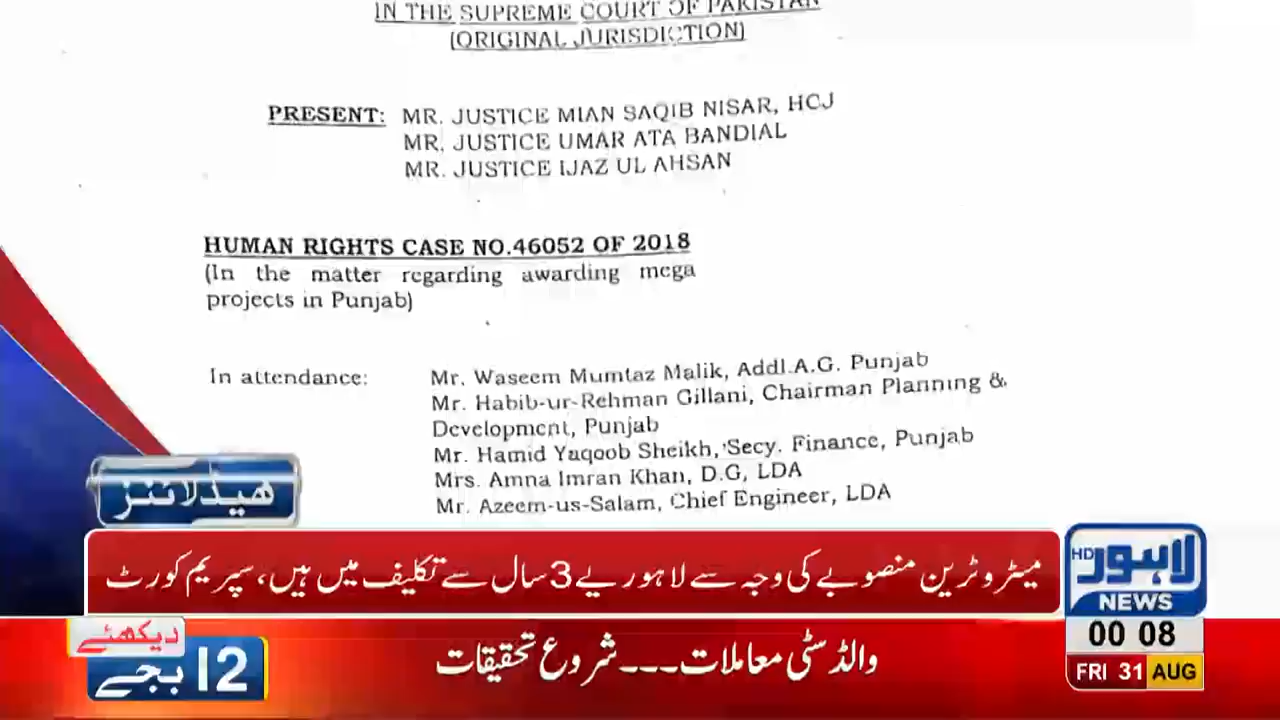 IN THE SUPREME COURT OF PAKISTAN
(ORIGINAL JURISDICTION)
PRESENT: MR. JUSTICE MIAN SAQIB NISAR, HCJ
MR. JUSTICE UMAR ATA BANDIAL
MR. JUSTICE IJAZ UL AHSAN
HUMAN RIGHTS CASE NO.46052 OF 2018
(In the matter regarding awarding mega
projects in Punjab)
In attendance: Mr. Waseem Mumtaz Malik, Addl.A.G. Punjab
Mr. Habib-ur-Rehman Gillani, Chairman Planning &
Development, Punjab
Mr. Hamid Yaqoob Sheikh, Secy. Finance, Punjab
Mrs. Amna Imran Khan, D.G, LDA
Mr. Azeem-us-Salam, Chief Engineer, LDA
ہیڈلائنز
میٹروٹرین منصوبے کی وجہ سے لاہوریے 3 سال سے تکلیف میں ہیں، سپریم کورٹ
لاہور HD
NEWS
00 08
FRI 31 AUG
دیکھئے
12 بجے
والڈ سٹی معاملات۔۔۔شروع تحقیقات